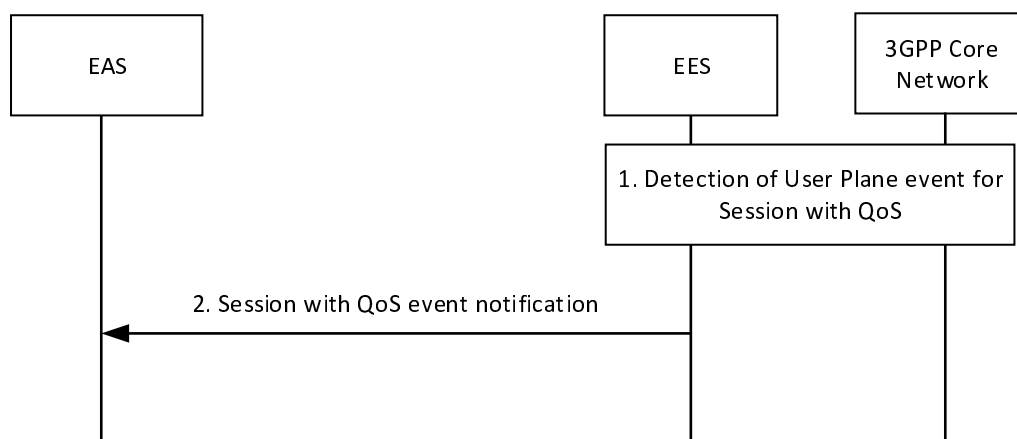 EAS
EES
3GPP Core
Network
1. Detection of User Plane event for
Session with QoS
2. Session with QoS event notification